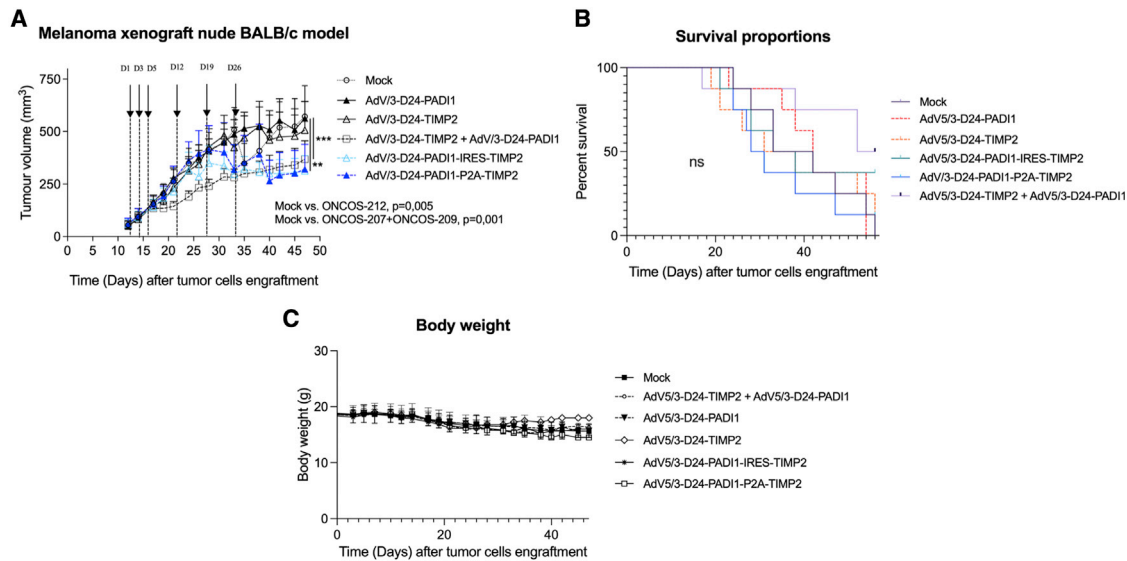 A
Melanoma xenograft nude BALB/c model
D1 D3 D5 D12 D19 D26
Tumour volume (mm3)
750
500
250
0
0 5 10 15 20 25 30 35 40 45 50
Time (Days) after tumor cells engraftment
***
**
Mock vs. ONCOS-212, p=0,005
Mock vs. ONCOS-207+ONCOS-209, p=0,001
Mock
AdV/3-D24-PADI1
AdV/3-D24-TIMP2
AdV/3-D24-TIMP2 + AdV/3-D24-PADI1
AdV/3-D24-PADI1-IRES-TIMP2
AdV/3-D24-PADI1-P2A-TIMP2
B
Survival proportions
Percent survival
100
50
0
0 20 40
ns
Time (Days) after tumor cells engraftment
Mock
AdV5/3-D24-PADI1
AdV5/3-D24-TIMP2
AdV5/3-D24-PADI1-IRES-TIMP2
AdV/3-D24-PADI1-P2A-TIMP2
AdV5/3-D24-TIMP2 + AdV5/3-D24-PADI1
C
Body weight
Body weight (g)
30
20
10
0
0 20 40
Time (Days) after tumor cells engraftment
Mock
AdV5/3-D24-TIMP2 + AdV5/3-D24-PADI1
AdV5/3-D24-PADI1
AdV5/3-D24-TIMP2
AdV5/3-D24-PADI1-IRES-TIMP2
AdV5/3-D24-PADI1-P2A-TIMP2